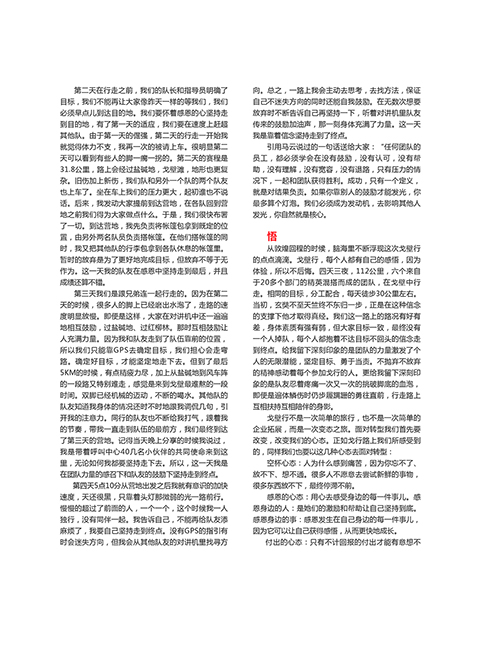 第二天在行走之前，我们的队长和指导员明确了
目标，我们不能再让大家像昨天一样的等我们，我们
必须早点儿到达目的地。我们要怀着感恩的心坚持走
到目的地，有了第一天的适应，我们要在速度上赶超
其他队。由于第一天的倔强，第二天的行走一开始我
就觉得体力不支，我再一次的被请上车。很明显第二
天可以看到有些人的脚一瘸一拐的。第二天的赛程是
31.8公里，路上会经过盐碱地，戈壁滩，地形也更复
杂。旧伤加上新伤，我们队和另外一个队的两个队友
也上车了。坐在车上我们的压力更大，起初谁也不说
话。后来，我发动大家提前到达营地，在各队回到营
地之前我们得为大家做点什么。于是，我们很快布置
了一切。到达营地，我先负责将帐篷包拿到既定的位
置，由另外两名队员负责搭帐篷。在他们搭帐篷的同
时，我又把其他队的行李包拿到各队休息的帐篷里。
暂时的放弃是为了更好地完成目标，但放弃不等于无
作为。这一天我的队友在感恩中坚持走到最后，并且
成绩还算不错。
第三天我们是跟兄弟连一起行走的。因为在第二
天的时候，很多人的脚上已经磨出水泡了，走路的速
度明显放慢。即便是这样，大家在对讲机中还一遍遍
地相互鼓励，过盐碱地、过红柳林。那时互相鼓励让
人充满力量。因为我和队友走到了队伍靠前的位置，
所以我们只能靠GPS去确定目标，我们担心会走弯
路。确定好目标，才能坚定地走下去。但到了最后
5KM的时候，有点精疲力尽，加上从盐碱地到风车阵
的一段路又特别难走，感觉是来到戈壁最难熬的一段
时间。双脚已经机械的迈动，不断的喝水。其他队的
队友知道我身体的情况还时不时地跟我调侃几句，引
开我的注意力。同行的队友也不断给我打气，跟着我
的节奏，带我一直走到队伍的最前方，我们最终到达
了第三天的营地。记得当天晚上分享的时候我说过，
我是带着呼叫中心40几名小伙伴的共同使命来到这
里，无论如何我都要坚持走下去。所以，这一天我是
在团队力量的感召下和队友的鼓励下坚持走到终点。
第四天5点10分从营地出发之后我就有意识的加快
速度，天还很黑，只靠着头灯那微弱的光一路前行。
慢慢的超过了前面的人，一个一个，这个时候我一人
独行，没有同伴一起。我告诉自己，不能再给队友添
麻烦了，我要自己坚持走到终点。没有GPS的指引有
时会迷失方向，但我会从其他队友的对讲机里找寻方
向。总之，一路上我会主动去思考，去找方法，保证
自己不迷失方向的同时还能自我鼓励。在无数次想要
放弃时不断告诉自己再坚持一下，听着对讲机里队友
传来的鼓励加油声，那一刻身体充满了力量。这一天
我是靠着信念坚持走到了终点。
引用马云说过的一句话送给大家：“任何团队的
员工，都必须学会在没有鼓励，没有认可，没有帮
助，没有理解，没有宽容，没有退路，只有压力的情
况下，一起和团队获得胜利。成功，只有一个定义，
就是对结果负责。如果你靠别人的鼓励才能发光，你
最多算个灯泡。我们必须成为发动机，去影响其他人
发光，你自然就是核心。
悟
从敦煌回程的时候，脑海里不断浮现这次戈壁行
的点点滴滴。戈壁行，每个人都有自己的感悟，因为
体验，所以不后悔。四天三夜，112公里，六个来自
于20多个部门的精英混搭而成的团队，在戈壁中行
走。相同的目标，分工配合，每天徒步30公里左右。
当初，玄奘不至天竺终不东归一步，正是在这种信念
的支撑下他才取得真经。我们这一路上的路况有好有
差，身体素质有强有弱，但大家目标一致，最终没有
一个人掉队，每个人都抱着不达目标不回头的信念走
到终点。给我留下深刻印象的是团队的力量激发了个
人的无限潜能，坚定目标、勇于当责。不抛弃不放弃
的精神感动着每个参加戈行的人。更给我留下深刻印
象的是队友忍着疼痛一次又一次的挑破脚底的血泡，
即使是遍体鳞伤时仍步履蹒跚的勇往直前，行走路上
互相扶持互相陪伴的身影。
戈壁行不是一次简单的旅行，也不是一次简单的
企业拓展，而是一次变态之旅。面对转型我们首先要
改变，改变我们的心态。正如戈行路上我们所感受到
的，同样我们也要以这几种心态去面对转型：
空杯心态：人为什么感到痛苦，因为你忘不了、
放不下、想不通。很多人不愿意去尝试新鲜的事物，
很多东西放不下，最终停滞不前。
感恩的心态：用心去感受身边的每一件事儿。感
恩身边的人：是她们的激励和帮助让自己坚持到底。
感恩身边的事：感恩发生在自己身边的每一件事儿，
因为它可以让自己获得感悟，从而更快地成长。
付出的心态：只有不计回报的付出才能有意想不